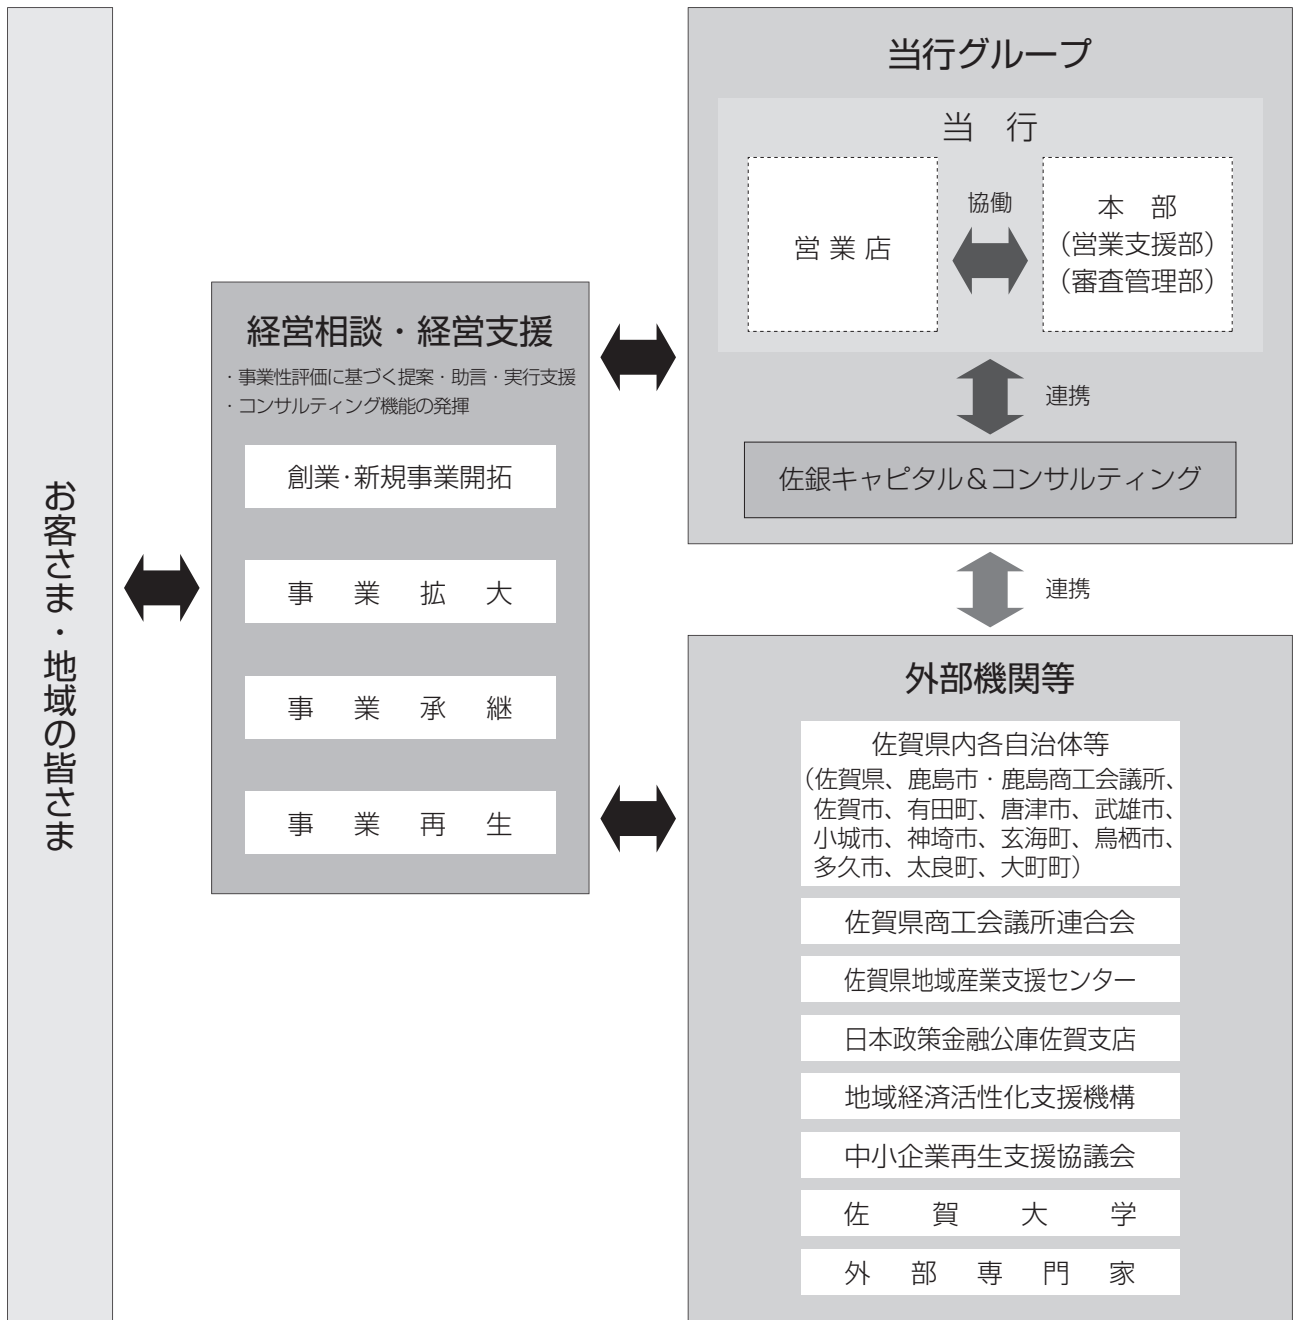 お客さま・地域の皆さま
経営相談・経営支援
・事業性評価に基づく提案・助言・実行支援
・コンサルティング機能の発揮
創業・新規事業開拓
事業拡大
事業承継
事業再生
当行グループ
当行
営業店
協働
本部
（営業支援部）
（審査管理部）
連携
佐銀キャピタル＆コンサルティング
連携
外部機関等
佐賀県内各自治体等
（佐賀県、鹿島市・鹿島商工会議所、
佐賀市、有田町、唐津市、武雄市、
小城市、神埼市、玄海町、鳥栖市、
多久市、太良町、大町町）
佐賀県商工会議所連合会
佐賀県地域産業支援センター
日本政策金融公庫佐賀支店
地域経済活性化支援機構
中小企業再生支援協議会
佐賀大学
外部専門家